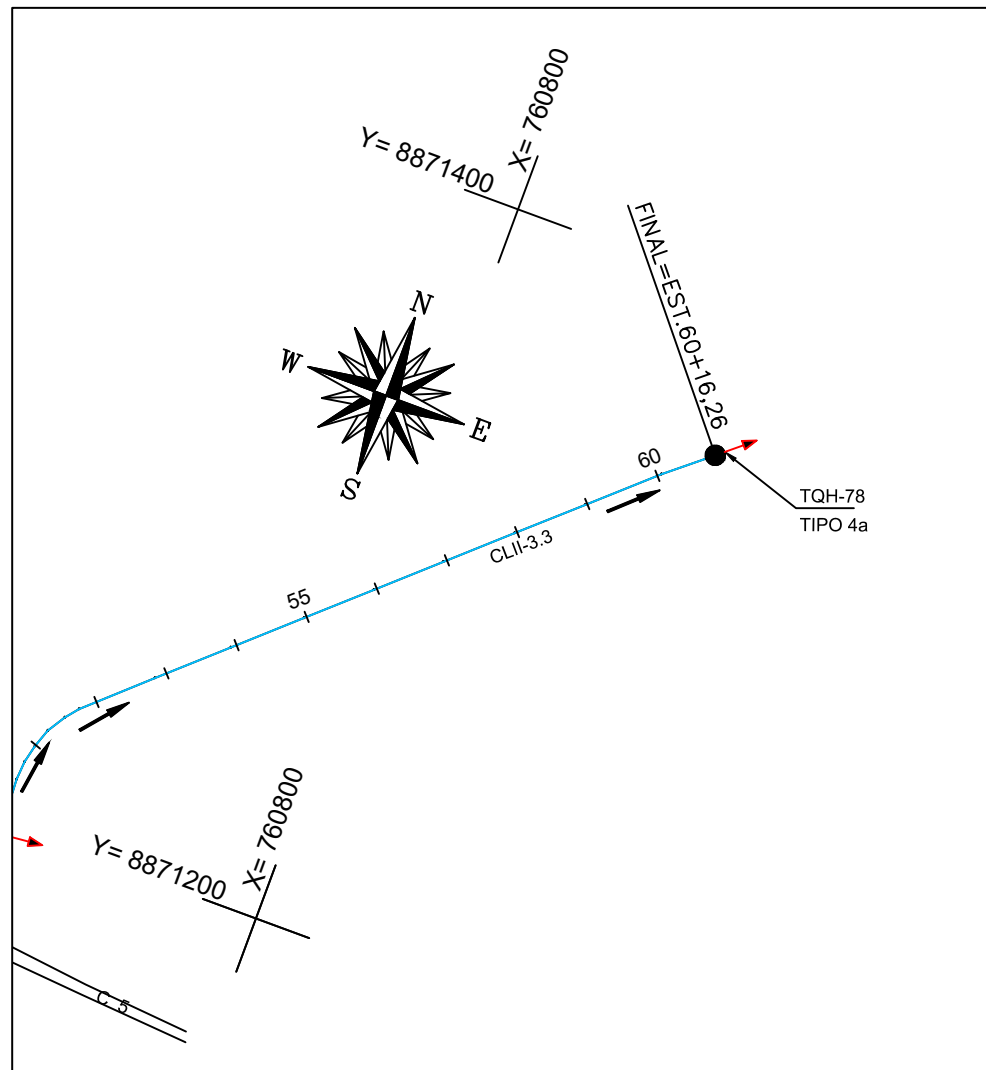 X= 760800
Y= 8871400
FINAL=EST.60+16,26
N
W
E
S
60
TQH-78
TIPO 4a
CLII-3.3
55
X= 760800
Y= 8871200
C 5